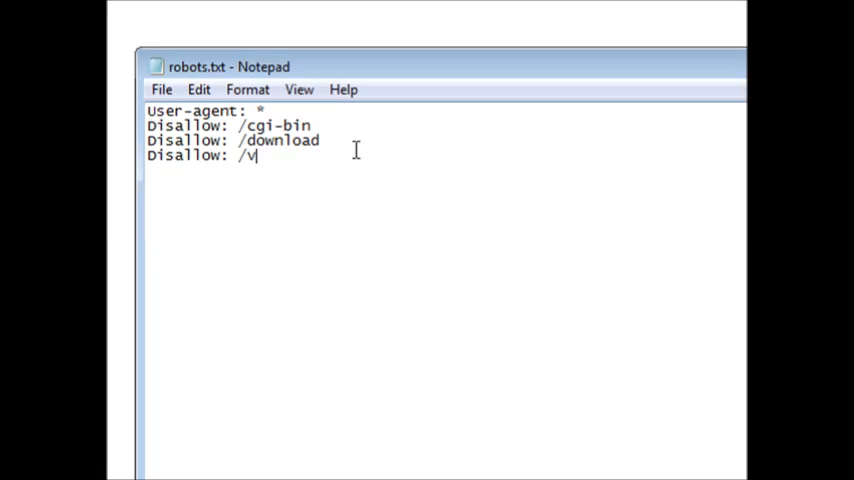 robots.txt - Notepad
File Edit Format View Help
User-agent: *
Disallow: /cgi-bin
Disallow: /download
Disallow: /v